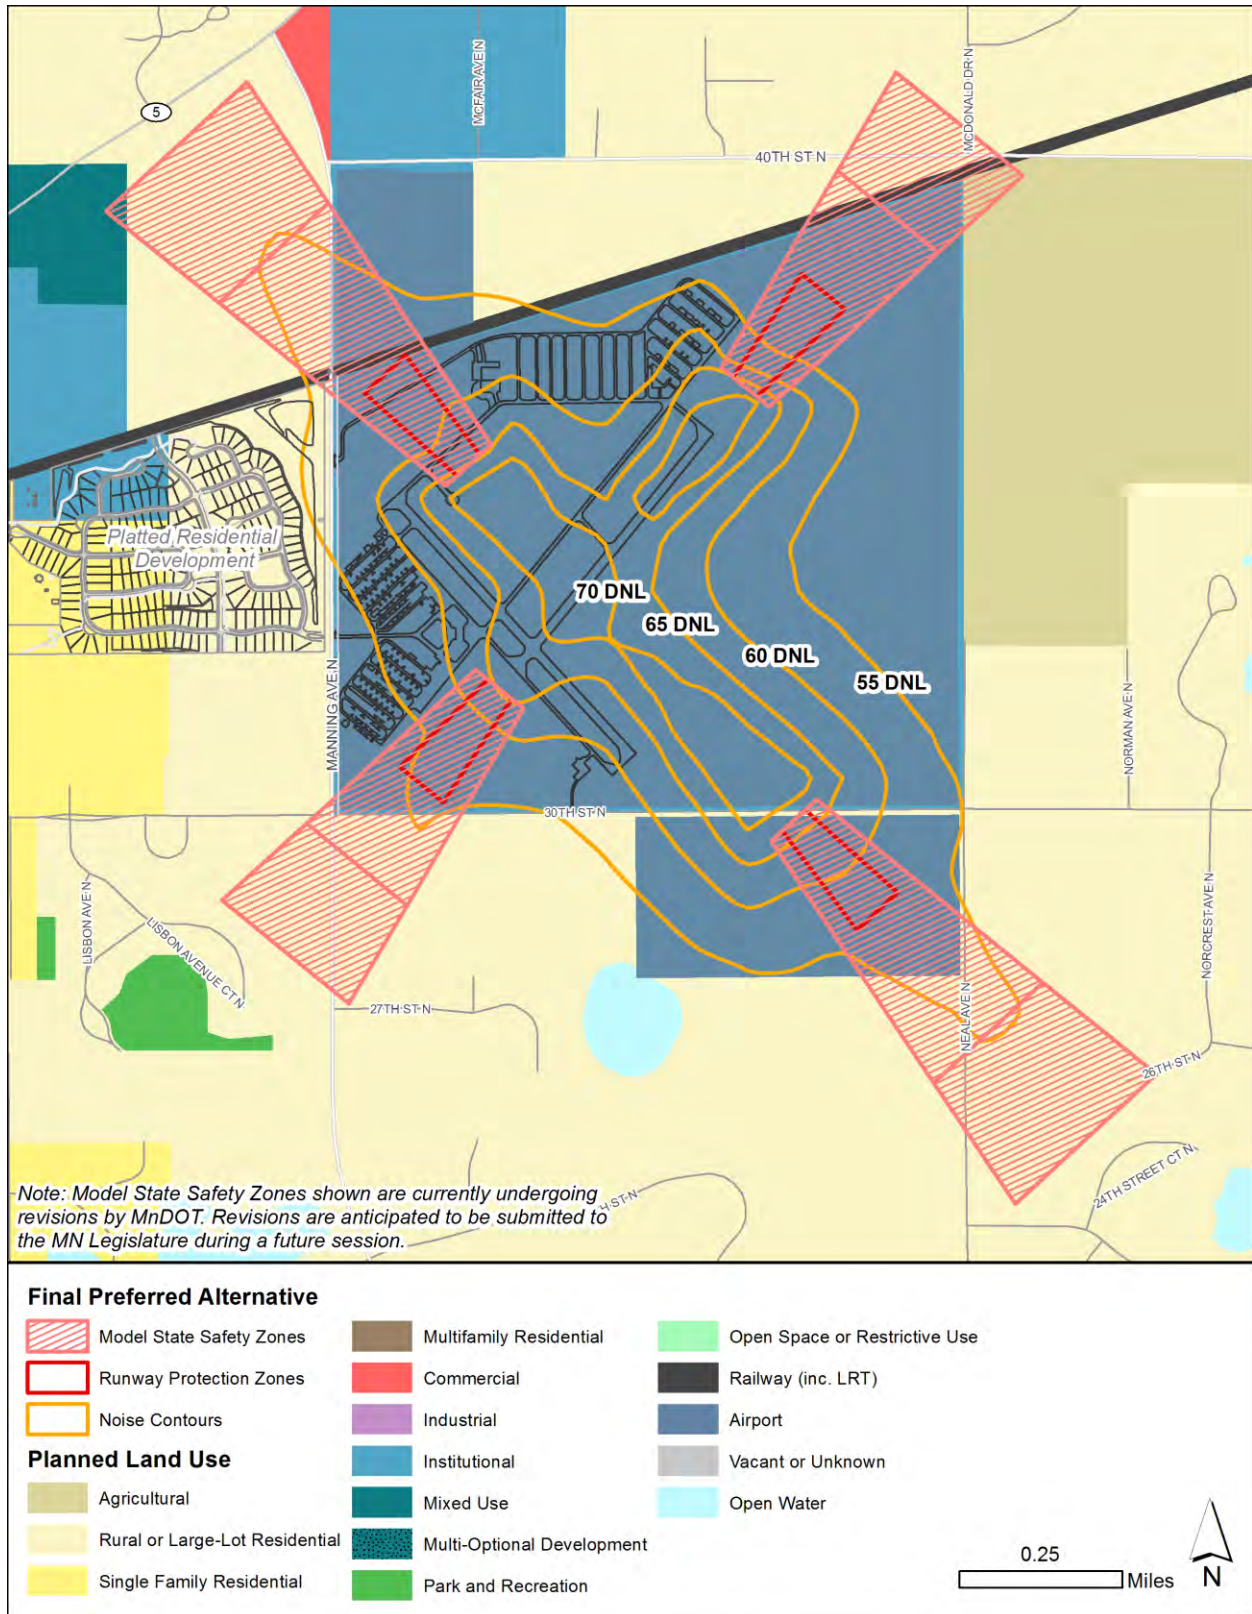 MCFAIR AVE N
MCDONALD DR N
5
40TH ST N
Platted Residential
Development
70 DNL
65 DNL
60 DNL
55 DNL
MANNING AVE N
NORMAN AVE N
30TH ST N
LISBON AVE N
LISBON AVENUE CT N
NORCREST AVE N
27TH ST N
NEAL AVE N
26TH ST N
24TH STREET CT N
H ST N
Note: Model State Safety Zones shown are currently undergoing
revisions by MnDOT. Revisions are anticipated to be submitted to
the MN Legislature during a future session.
Final Preferred Alternative
Model State Safety Zones
Runway Protection Zones
Noise Contours
Planned Land Use
Agricultural
Rural or Large-Lot Residential
Single Family Residential
Multifamily Residential
Commercial
Industrial
Institutional
Mixed Use
Multi-Optional Development
Park and Recreation
Open Space or Restrictive Use
Railway (inc. LRT)
Airport
Vacant or Unknown
Open Water
0.25
Miles
N